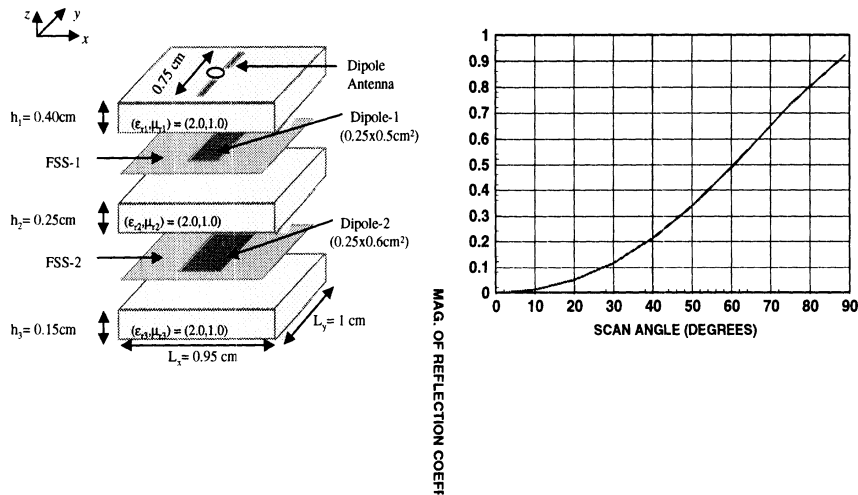 z
y
x
0.75 cm
Dipole
Antenna
h₁= 0.40cm
(εᵣ₁,μᵣ₁) = (2.0,1.0)
Dipole-1
(0.25x0.5cm²)
FSS-1
h₂= 0.25cm
(εᵣ₂,μᵣ₂) = (2.0,1.0)
Dipole-2
(0.25x0.6cm²)
FSS-2
h₃= 0.15cm
(εᵣ₃,μᵣ₃) = (2.0,1.0)
Lᵧ= 1 cm
Lₓ= 0.95 cm
MAG. OF REFLECTION COEFF
1
0.9
0.8
0.7
0.6
0.5
0.4
0.3
0.2
0.1
0
0 10 20 30 40 50 60 70 80 90
SCAN ANGLE (DEGREES)